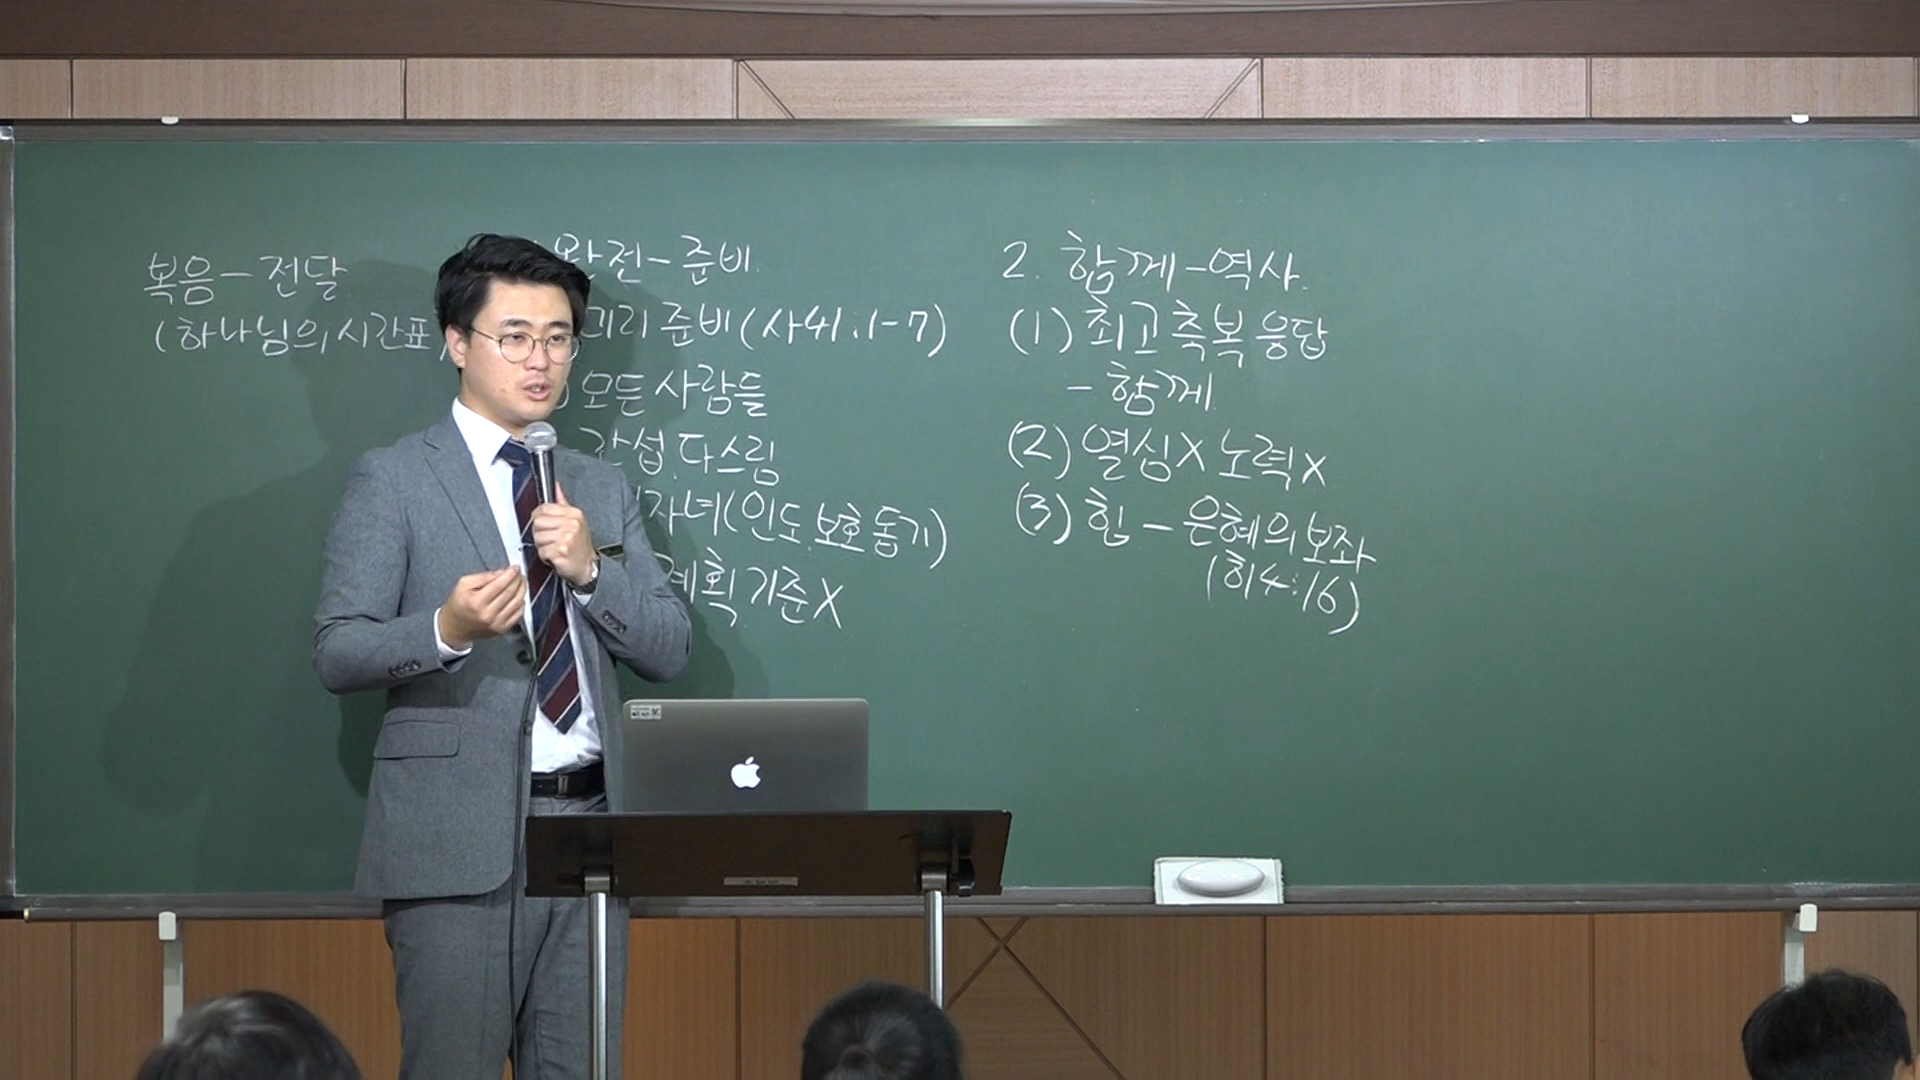 복음-전달
(하나님의 시간표)
완전-준비
미리 준비(사41:1-7)
모든 사람들
간섭.다스림
자녀(인도.보호.동기)
계획.기준X
2. 함께-역사.
(1) 최고 축복 응답
- 함께.
(2) 열심X 노력X
(3) 힘 - 은혜의 보좌
(히4:16)